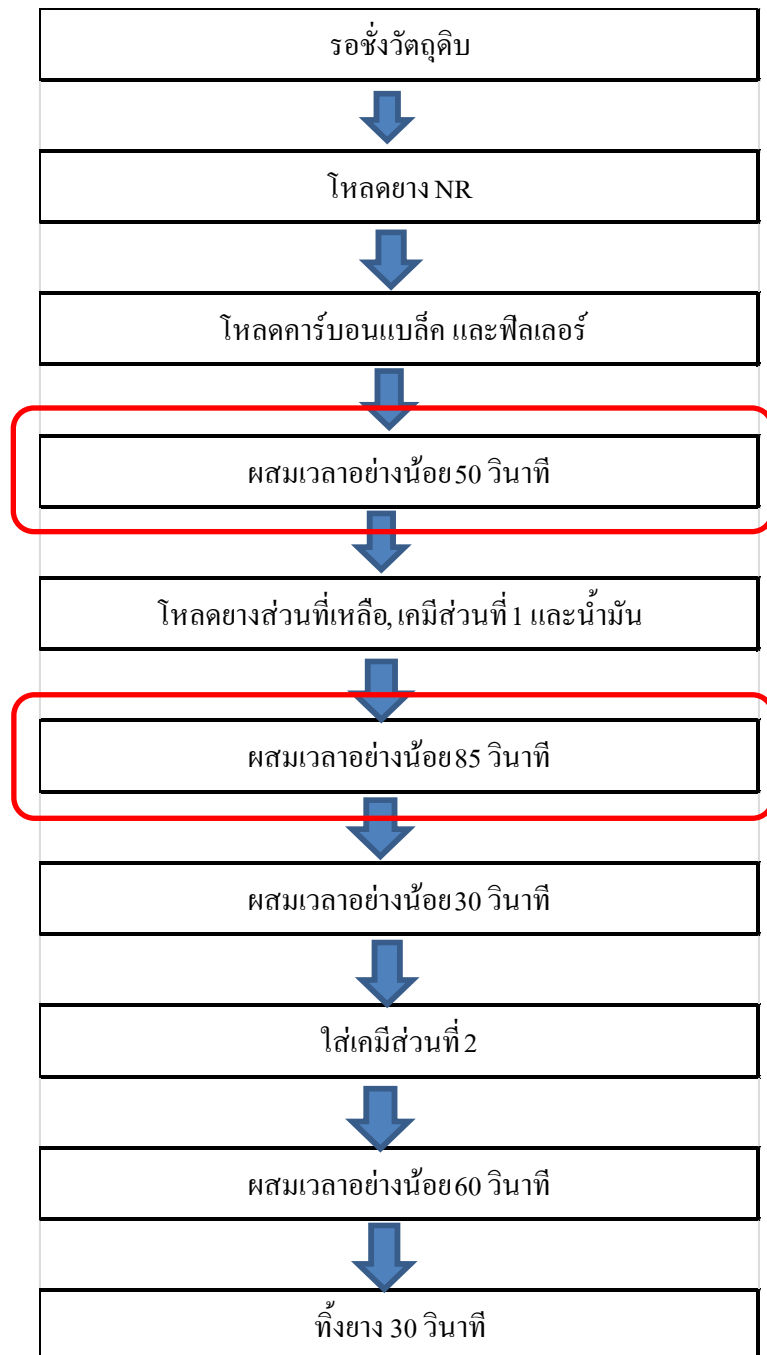 รอชั่งวัตถุดิบ
โหลดยาง NR
โหลดคาร์บอนแบล็ค และฟิลเลอร์
ผสมเวลาอย่างน้อย 50 วินาที
โหลดยางส่วนที่เหลือ, เคมีส่วนที่ 1 และน้ำมัน
ผสมเวลาอย่างน้อย 85 วินาที
ผสมเวลาอย่างน้อย 30 วินาที
ใส่เคมีส่วนที่ 2
ผสมเวลาอย่างน้อย 60 วินาที
ทิ้งยาง 30 วินาที